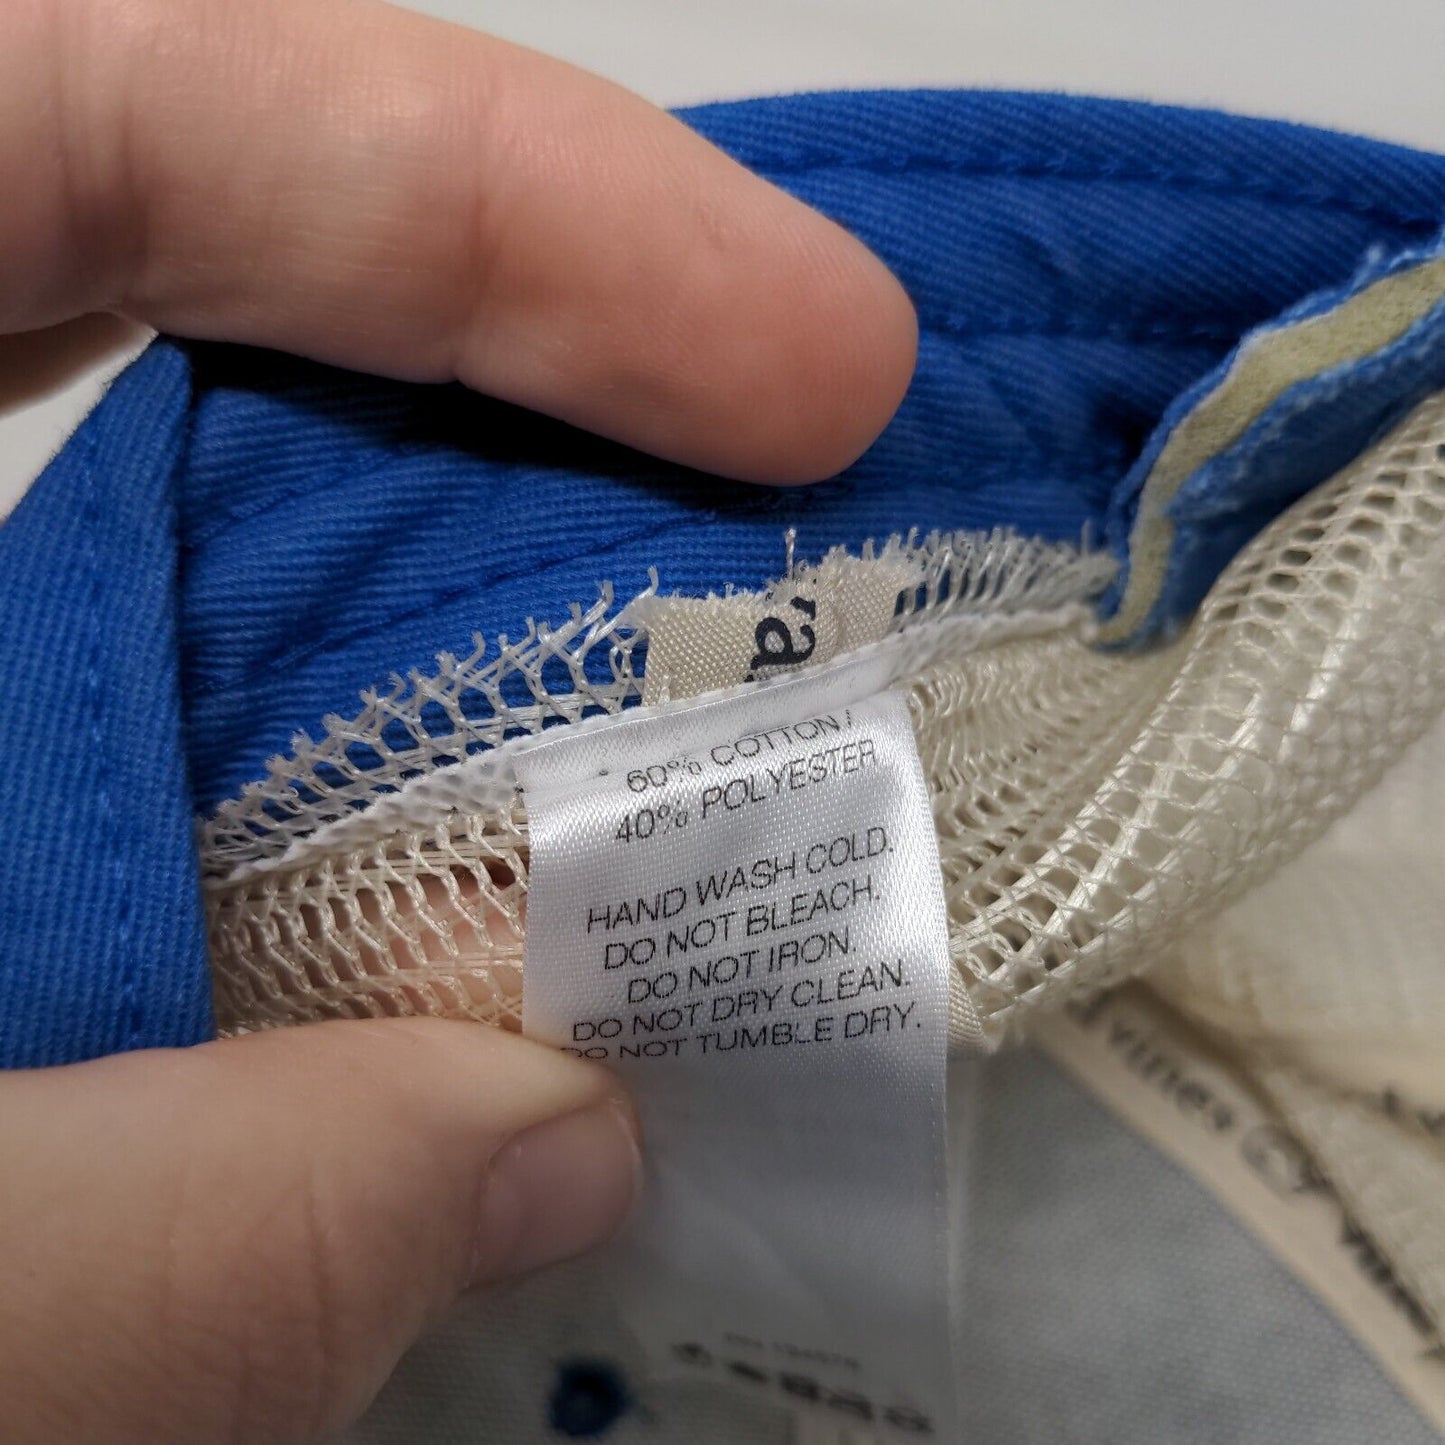 ra
60% COTTON /
40% POLYESTER
HAND WASH COLD.
DO NOT BLEACH.
DO NOT IRON.
DO NOT DRY CLEAN.
DO NOT TUMBLE DRY.